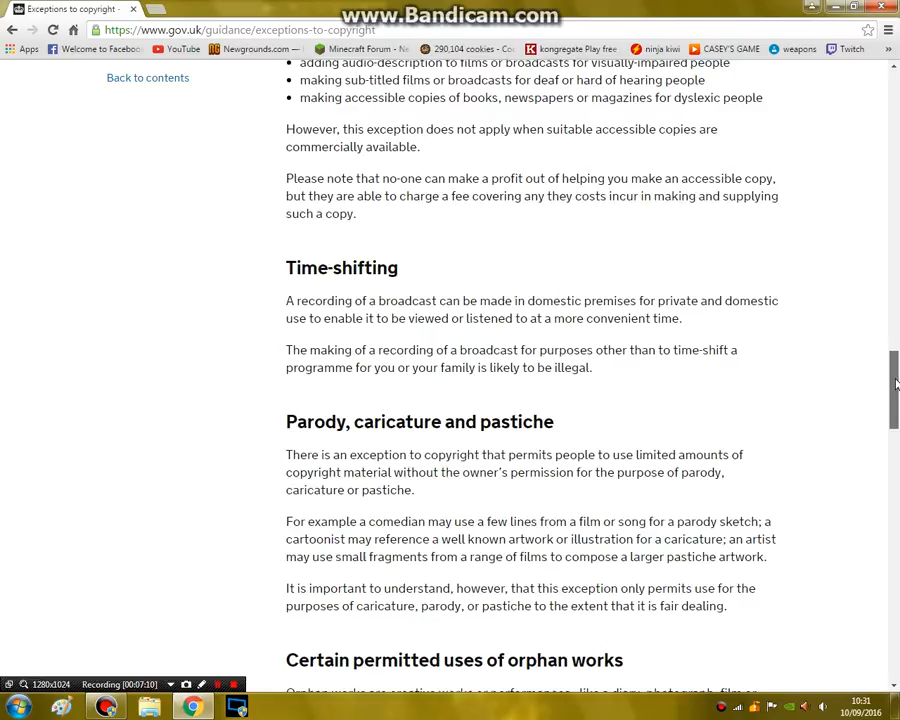 www.Bandicam.com
Exceptions to copyright -
https://www.gov.uk/guidance/exceptions-to-copyright
Apps Welcome to Facebo YouTube Newgrounds.com — Minecraft Forum - Ne 290,104 cookies - Co kongregate Play free ninja kiwi CASEY'S GAME weapons Twitch
Back to contents
adding audio-description to films or broadcasts for visually-impaired people
making sub-titled films or broadcasts for deaf or hard of hearing people
making accessible copies of books, newspapers or magazines for dyslexic people
However, this exception does not apply when suitable accessible copies are
commercially available.
Please note that no-one can make a profit out of helping you make an accessible copy,
but they are able to charge a fee covering any they costs incur in making and supplying
such a copy.
Time-shifting
A recording of a broadcast can be made in domestic premises for private and domestic
use to enable it to be viewed or listened to at a more convenient time.
The making of a recording of a broadcast for purposes other than to time-shift a
programme for you or your family is likely to be illegal.
Parody, caricature and pastiche
There is an exception to copyright that permits people to use limited amounts of
copyright material without the owner's permission for the purpose of parody,
caricature or pastiche.
For example a comedian may use a few lines from a film or song for a parody sketch; a
cartoonist may reference a well known artwork or illustration for a caricature; an artist
may use small fragments from a range of films to compose a larger pastiche artwork.
It is important to understand, however, that this exception only permits use for the
purposes of caricature, parody, or pastiche to the extent that it is fair dealing.
Certain permitted uses of orphan works
Orphan works are creative works or performances, like a diary, photograph, film or
1280x1024 Recording [00:07:10]
10:31
10/09/2016